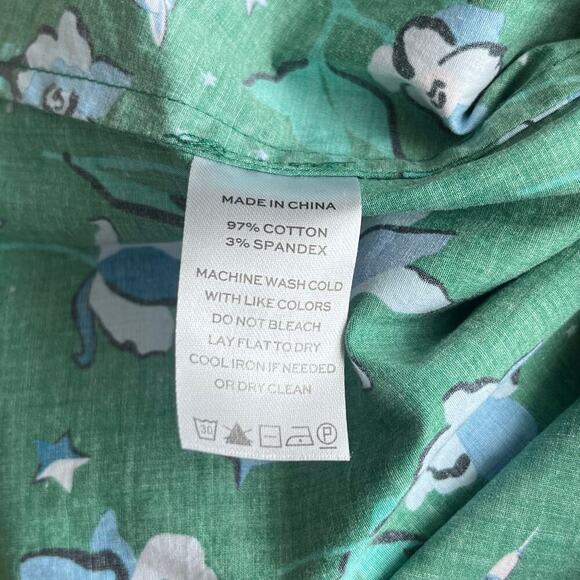 MADE IN CHINA
97% COTTON
3% SPANDEX
MACHINE WASH COLD
WITH LIKE COLORS
DO NOT BLEACH
LAY FLAT TO DRY
COOL IRON IF NEEDED
OR DRY CLEAN
30 P